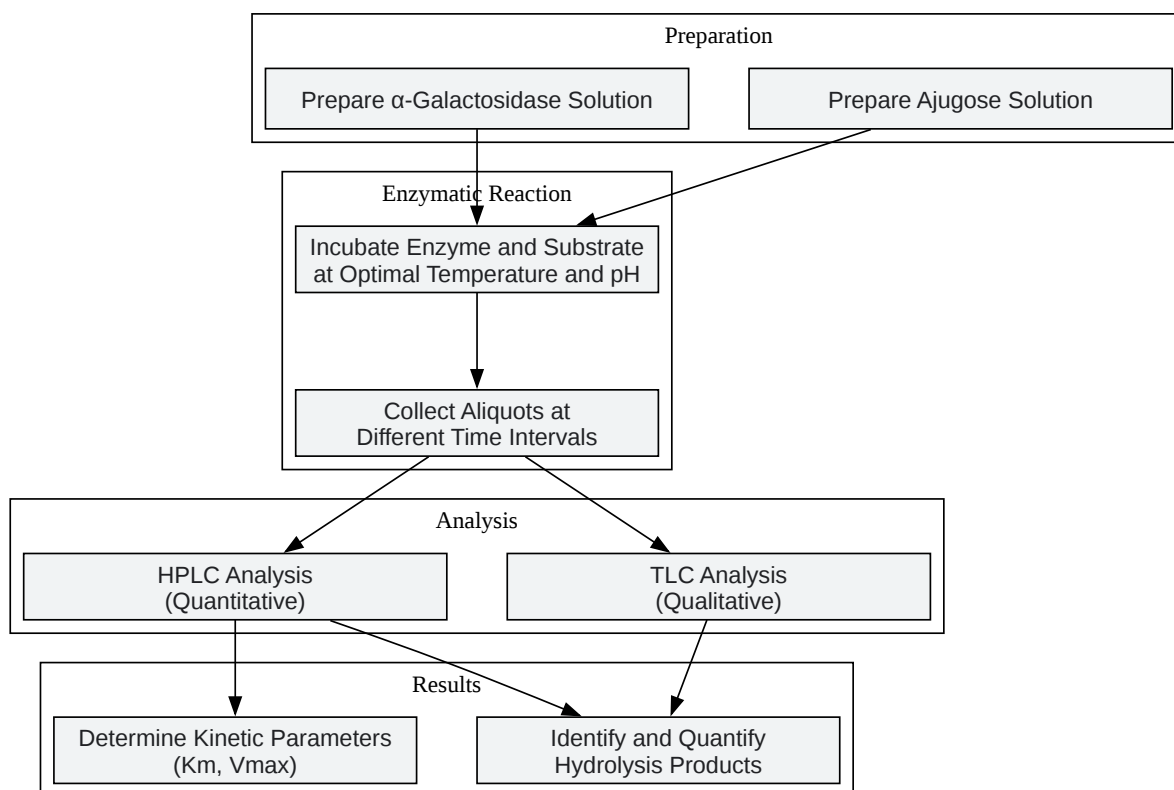 Preparation
Prepare α-Galactosidase Solution
Prepare Ajugose Solution
Enzymatic Reaction
Incubate Enzyme and Substrate
at Optimal Temperature and pH
Collect Aliquots at
Different Time Intervals
Analysis
HPLC Analysis
(Quantitative)
TLC Analysis
(Qualitative)
Results
Determine Kinetic Parameters
(Km, Vmax)
Identify and Quantify
Hydrolysis Products